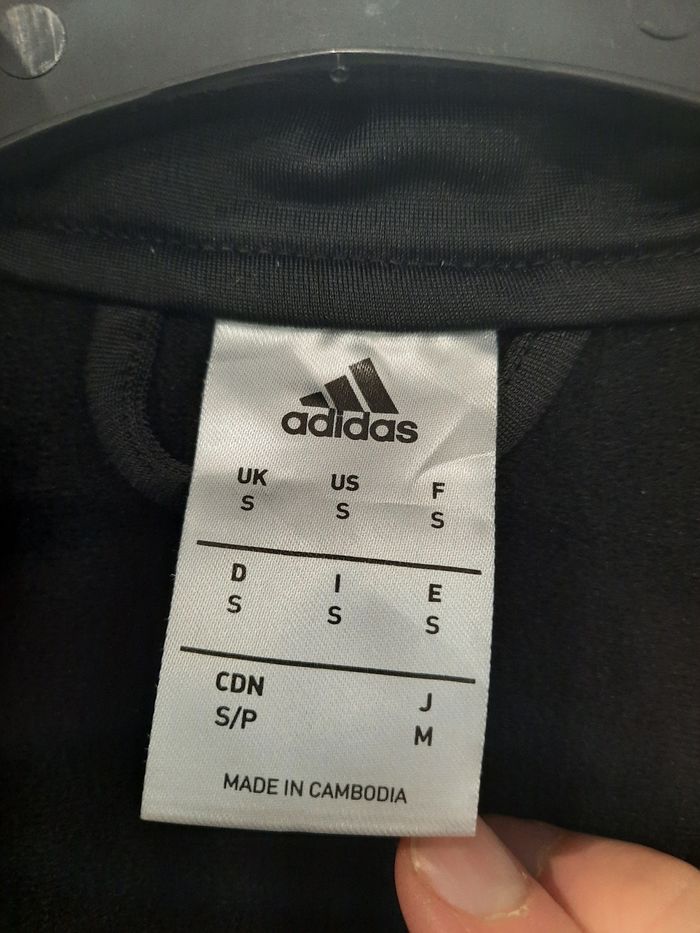 adidas
UK US F
S S S
D I E
S S S
CDN J
S/P M
MADE IN CAMBODIA